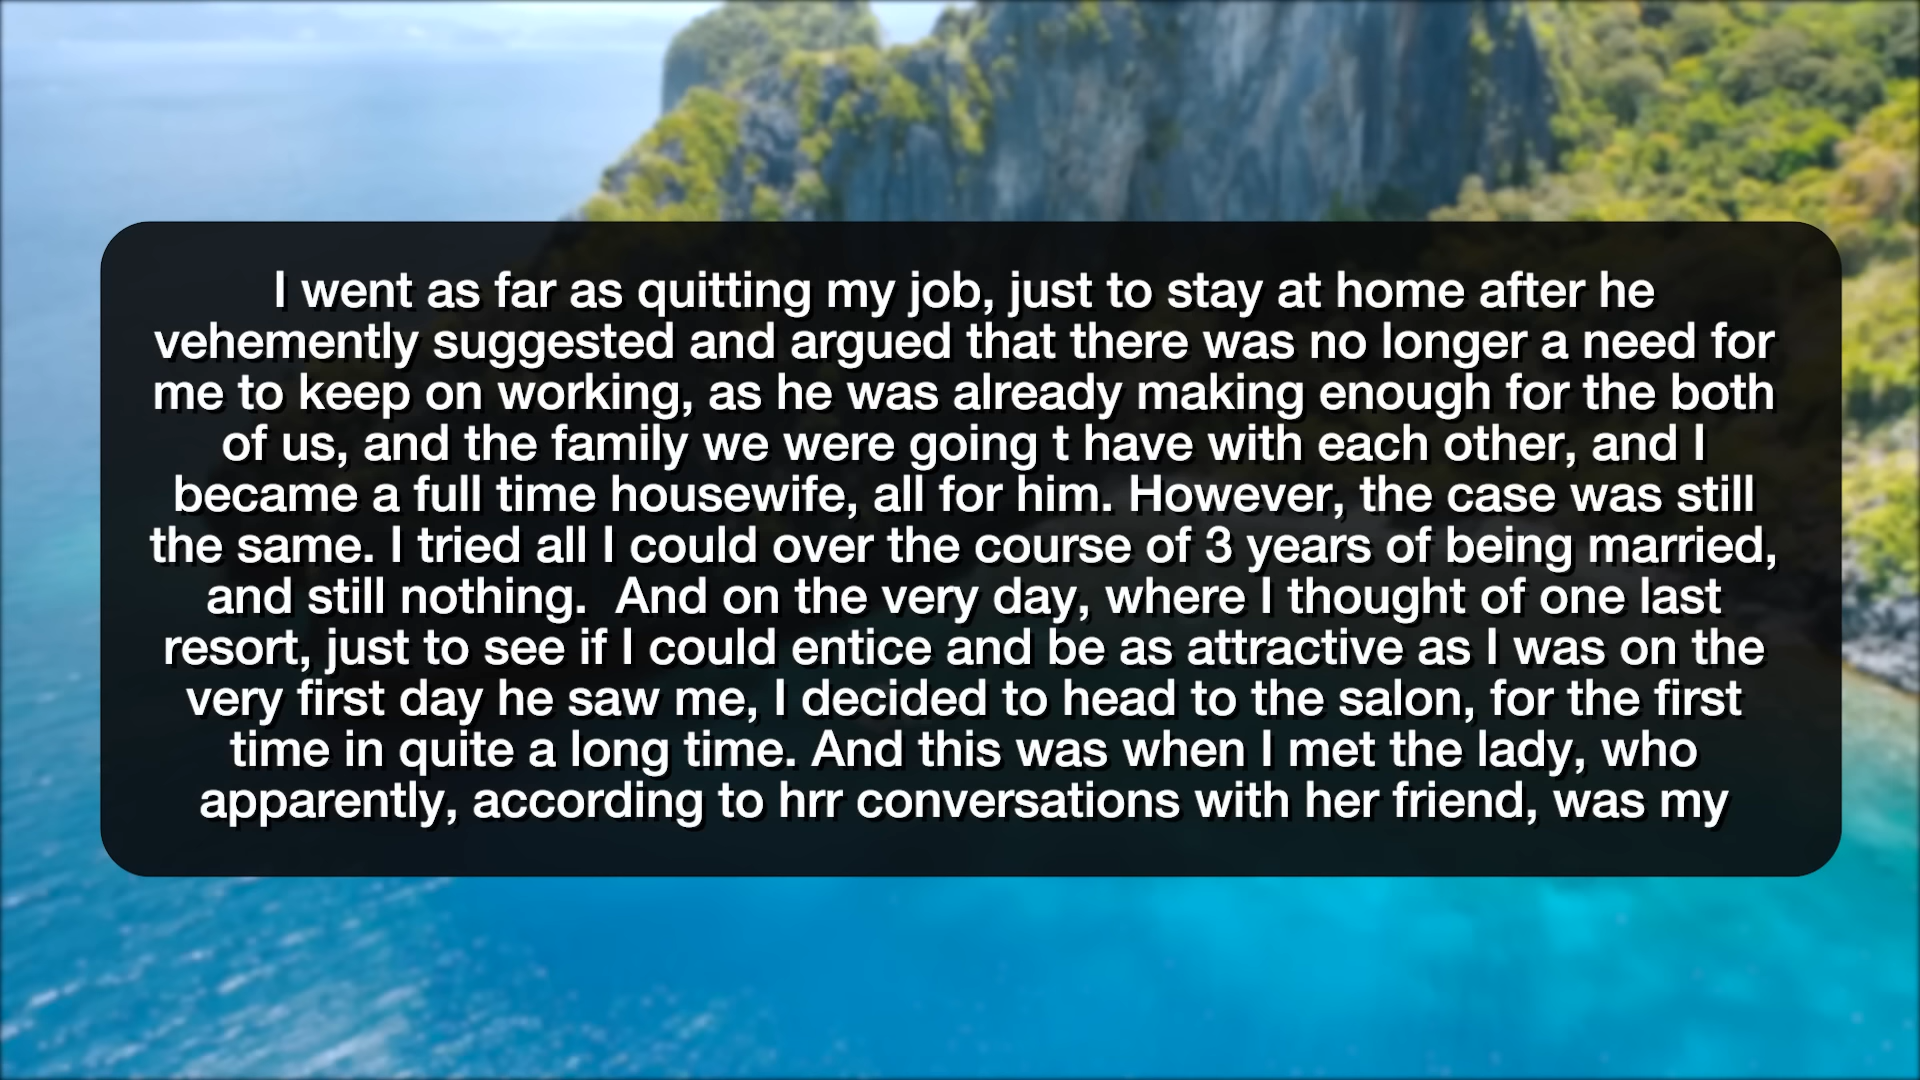 I went as far as quitting my job, just to stay at home after he
vehemently suggested and argued that there was no longer a need for
me to keep on working, as he was already making enough for the both
of us, and the family we were going t have with each other, and I
became a full time housewife, all for him. However, the case was still
the same. I tried all I could over the course of 3 years of being married,
and still nothing.  And on the very day, where I thought of one last
resort, just to see if I could entice and be as attractive as I was on the
very first day he saw me, I decided to head to the salon, for the first
time in quite a long time. And this was when I met the lady, who
apparently, according to hrr conversations with her friend, was my